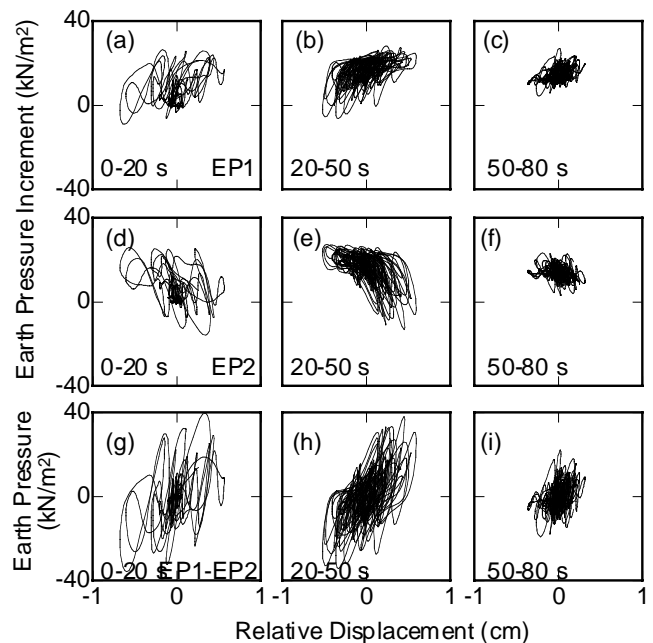 Earth Pressure Increment (kN/m²)
40
(a)
(b)
(c)
0
0-20 s EP1
20-50 s
50-80 s
-40
40
(d)
(e)
(f)
0
0-20 s EP2
20-50 s
50-80 s
-40
Earth Pressure
(kN/m²)
40
(g)
(h)
(i)
0
0-20 s EP1-EP2
20-50 s
50-80 s
-40
-1 0 1 0 1 0 1
Relative Displacement (cm)